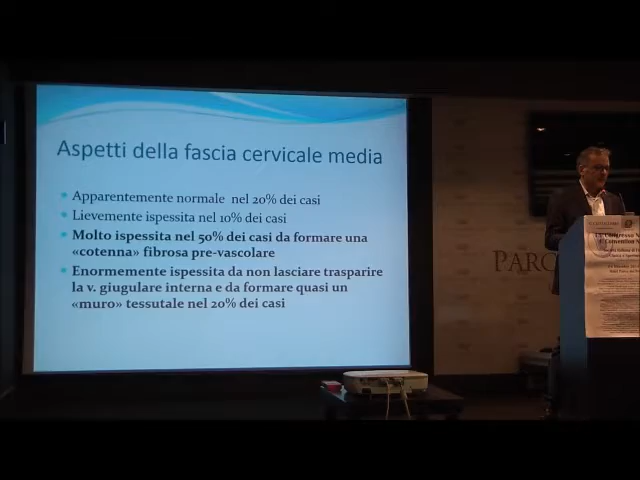 Aspetti della fascia cervicale media
Apparentemente normale nel 20% dei casi
Lievemente ispessita nel 10% dei casi
Molto ispessita nel 50% dei casi da formare una
«cotenna» fibrosa pre-vascolare
Enormemente ispessita da non lasciare trasparire
la v. giugulare interna e da formare quasi un
«muro» tessutale nel 20% dei casi
PARC